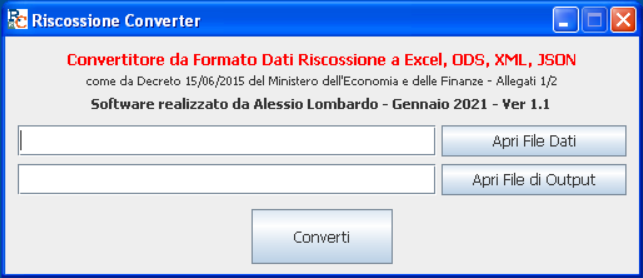 Riscossione Converter
Convertitore da Formato Dati Riscossione a Excel, ODS, XML, JSON
come da Decreto 15/06/2015 del Ministero dell'Economia e delle Finanze - Allegati 1/2
Software realizzato da Alessio Lombardo - Gennaio 2021 - Ver 1.1
Apri File Dati
Apri File di Output
Converti